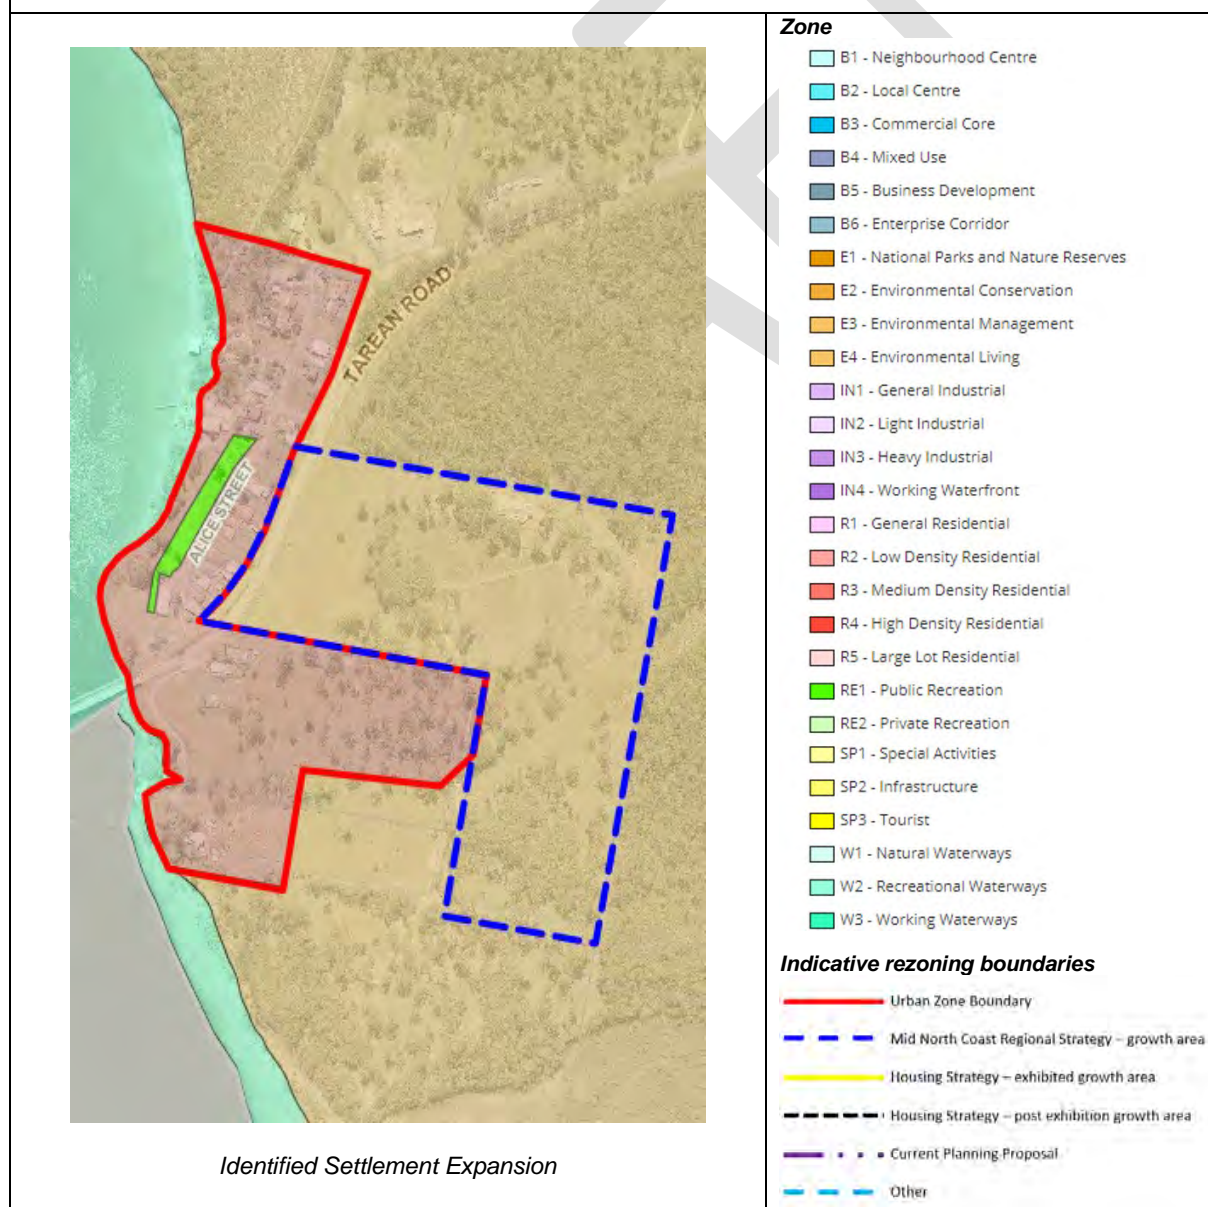 Zone
B1 - Neighbourhood Centre
B2 - Local Centre
B3 - Commercial Core
B4 - Mixed Use
B5 - Business Development
B6 - Enterprise Corridor
E1 - National Parks and Nature Reserves
E2 - Environmental Conservation
E3 - Environmental Management
E4 - Environmental Living
IN1 - General Industrial
IN2 - Light Industrial
IN3 - Heavy Industrial
IN4 - Working Waterfront
R1 - General Residential
R2 - Low Density Residential
R3 - Medium Density Residential
R4 - High Density Residential
R5 - Large Lot Residential
RE1 - Public Recreation
RE2 - Private Recreation
SP1 - Special Activities
SP2 - Infrastructure
SP3 - Tourist
W1 - Natural Waterways
W2 - Recreational Waterways
W3 - Working Waterways
Indicative rezoning boundaries
Urban Zone Boundary
Mid North Coast Regional Strategy – growth area
Housing Strategy – exhibited growth area
Housing Strategy – post exhibition growth area
Current Planning Proposal
Other
TAREAN ROAD
ALICE STREET
Identified Settlement Expansion